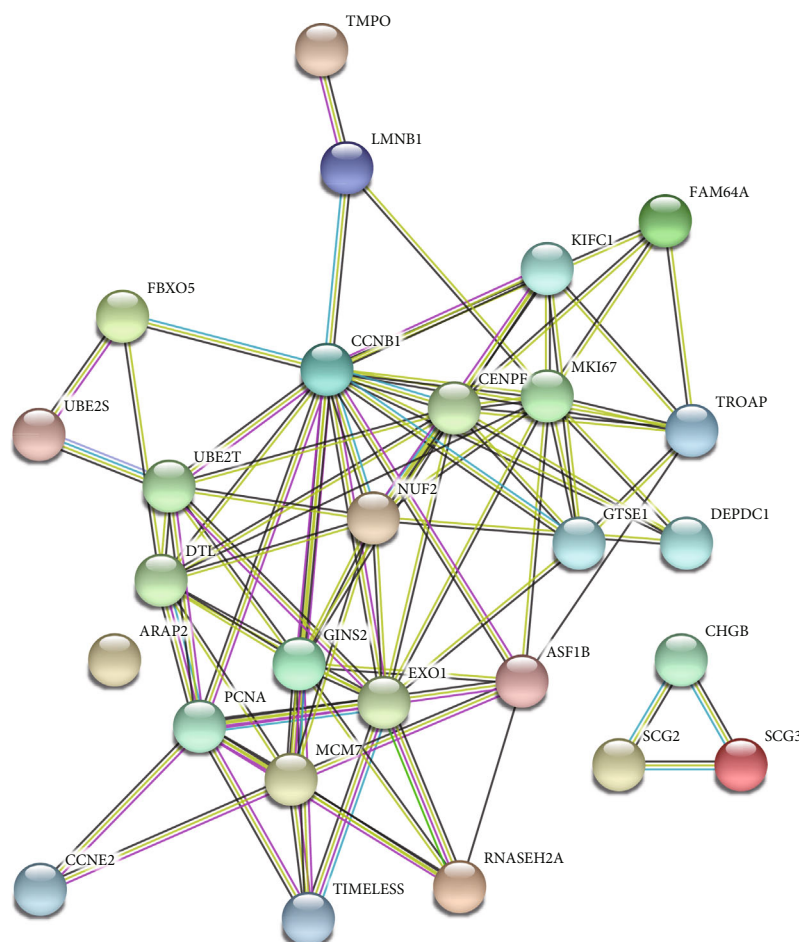 TMPO
LMNB1
FAM64A
KIFC1
FBXO5
CCNB1
MKI67
CENPF
TROAP
UBE2S
UBE2T
NUF2
GTSE1
DEPDC1
DTL
ARAP2
GINS2
ASF1B
CHGB
EXO1
PCNA
SCG2
SCG3
MCM7
CCNE2
RNASEH2A
TIMELESS